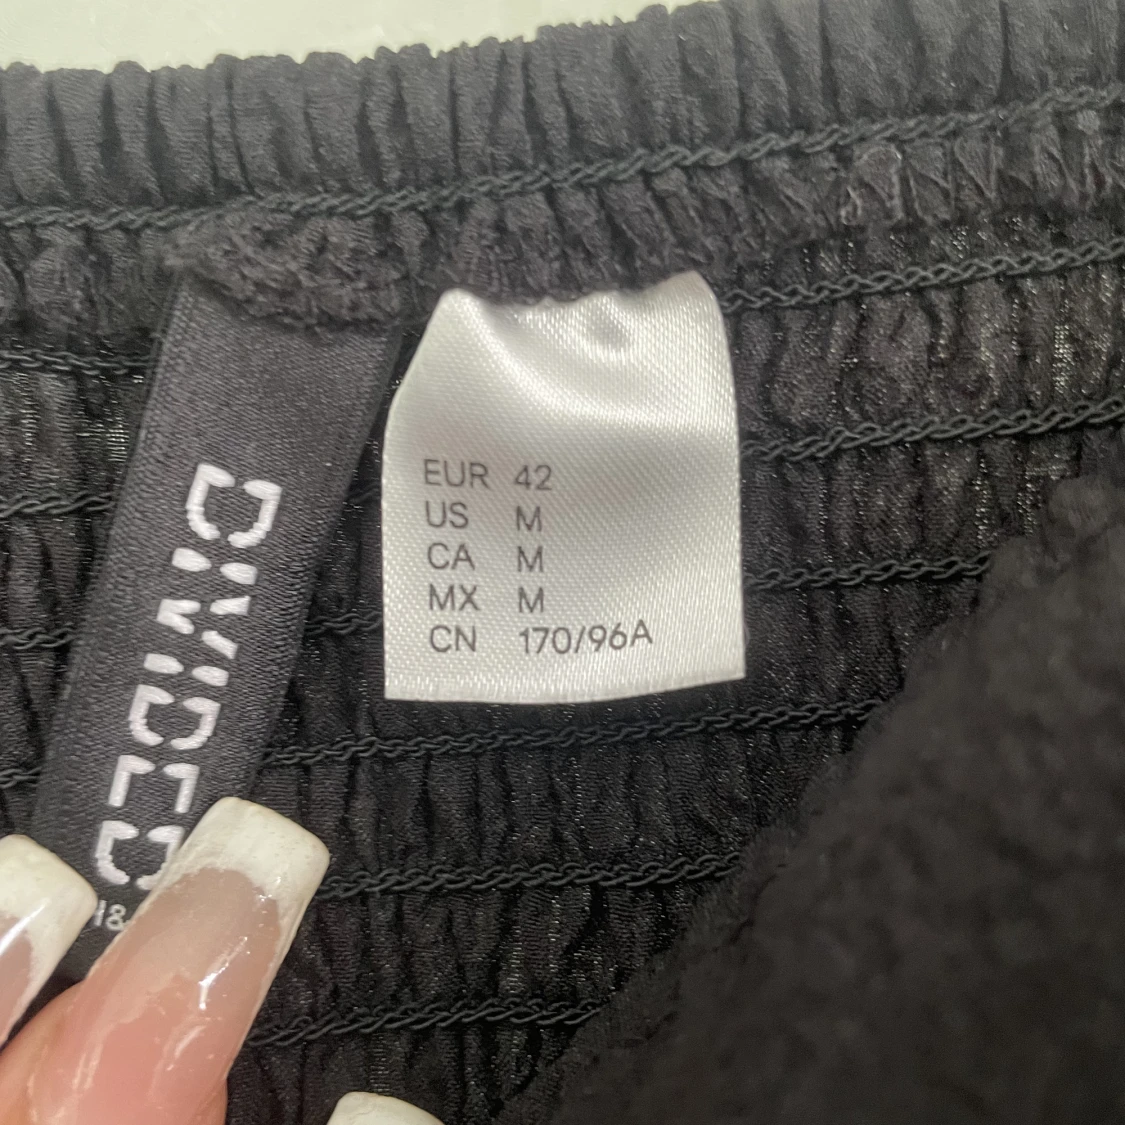 DIVIDED
H&
EUR 42
US M
CA M
MX M
CN 170/96A